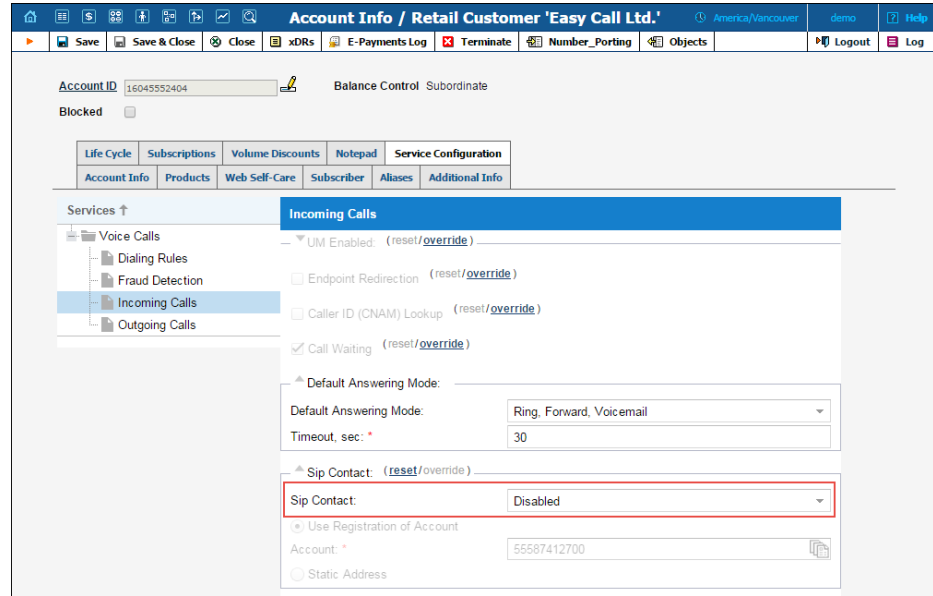 Account Info / Retail Customer 'Easy Call Ltd.' America/Vancouver demo ? Help
Save Save & Close Close xDRs E-Payments Log Terminate Number_Porting Objects Logout Log
Account ID 16045552404 Balance Control Subordinate
Blocked
Life Cycle Subscriptions Volume Discounts Notepad Service Configuration
Account Info Products Web Self-Care Subscriber Aliases Additional Info
Services
Voice Calls
Dialing Rules
Fraud Detection
Incoming Calls
Outgoing Calls
Incoming Calls
UM Enabled: (reset/override)
Endpoint Redirection (reset/override)
Caller ID (CNAM) Lookup (reset/override)
Call Waiting (reset/override)
Default Answering Mode:
Default Answering Mode: Ring, Forward, Voicemail
Timeout, sec: * 30
Sip Contact: (reset/override)
Sip Contact: Disabled
Use Registration of Account
Account: * 55587412700
Static Address